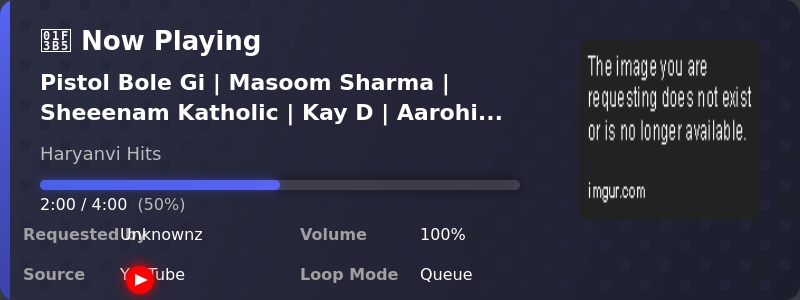 Now Playing
Pistol Bole Gi | Masoom Sharma |
Sheeenam Katholic | Kay D | Aarohi...
Haryanvi Hits
2:00 / 4:00 (50%)
Requested by Unknownz Volume 100%
Source YouTube Loop Mode Queue
The image you are
requesting does not exist
or is no longer available.
imgur.com